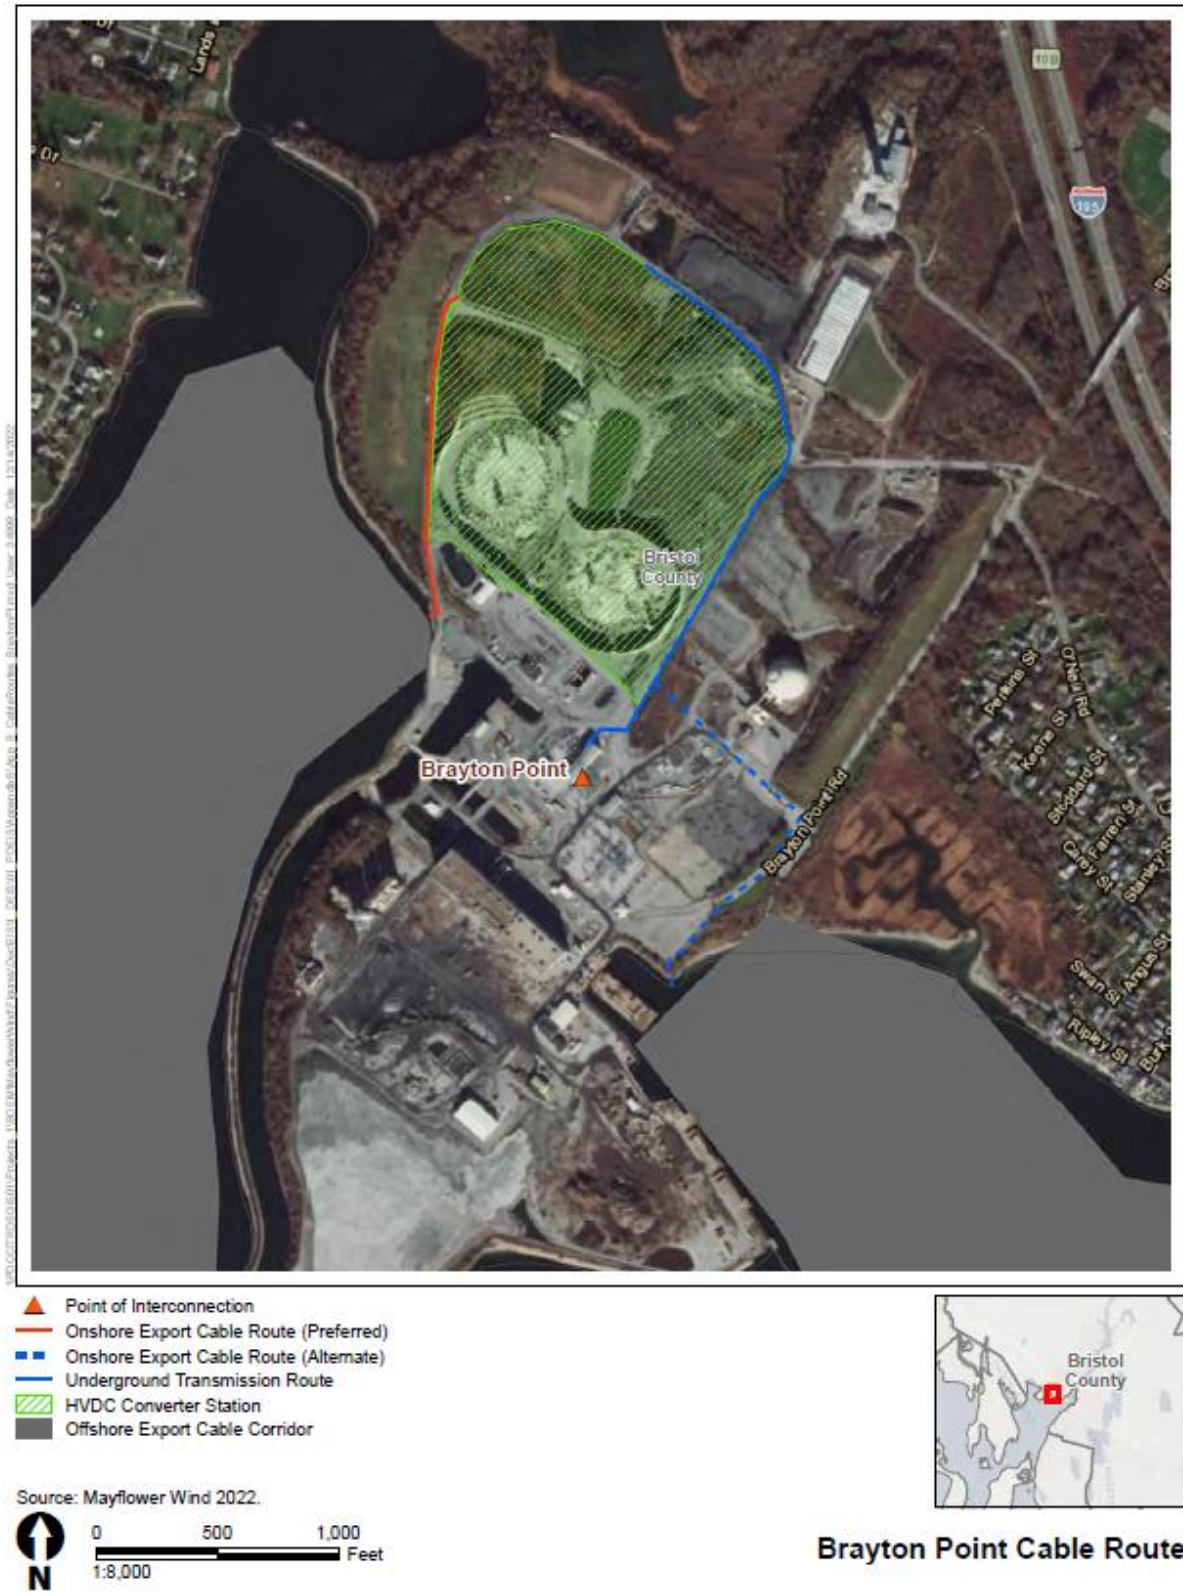 Lands
Dr
195
Bristol
County
Perkins St
O'Neil Rd
Keene St
Stoddard St
Farren St
Carey St
Stanley St
Brayton Point
Brayton Point Rd
Swan St
Angus St
Ripley St
Point of Interconnection
Onshore Export Cable Route (Preferred)
Onshore Export Cable Route (Alternate)
Underground Transmission Route
HVDC Converter Station
Offshore Export Cable Corridor
Bristol
County
Source: Mayflower Wind 2022.
0 500 1,000
Feet
1:8,000
N
Brayton Point Cable Route